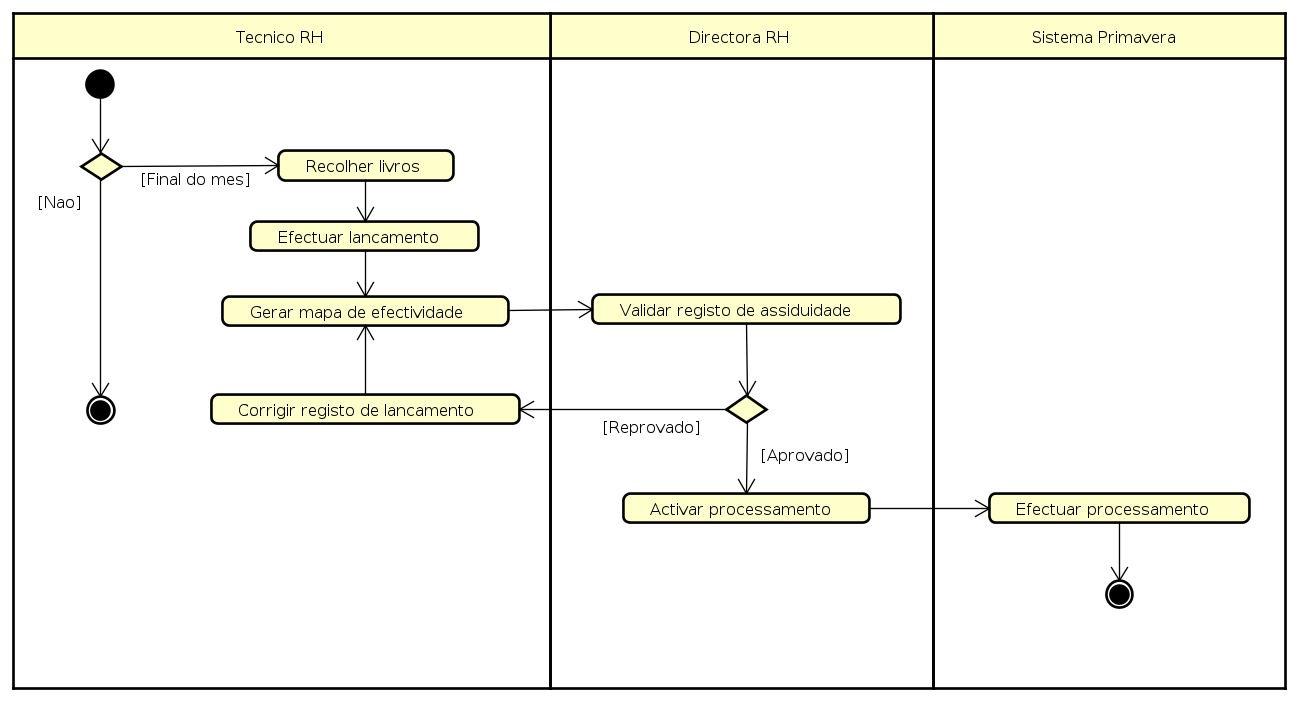 Tecnico RH
Directora RH
Sistema Primavera
Recolher livros
[Final do mes]
[Nao]
Efectuar lancamento
Gerar mapa de efectividade
Validar registo de assiduidade
Corrigir registo de lancamento
[Reprovado]
[Aprovado]
Activar processamento
Efectuar processamento